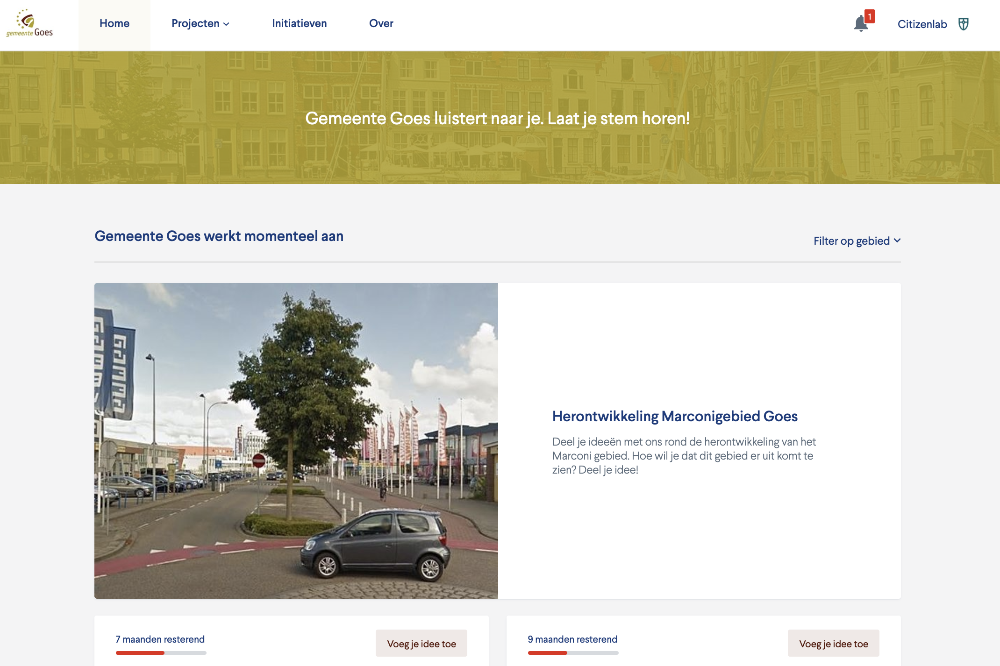 gemeente Goes
Home
Projecten
Initiatieven
Over
1
Citizenlab
Gemeente Goes luistert naar je. Laat je stem horen!
Gemeente Goes werkt momenteel aan
Filter op gebied
Gamma
Herontwikkeling Marconigebied Goes
Deel je ideeën met ons rond de herontwikkeling van het
Marconi gebied. Hoe wil je dat dit gebied er uit komt te
zien? Deel je idee!
7 maanden resterend
Voeg je idee toe
9 maanden resterend
Voeg je idee toe